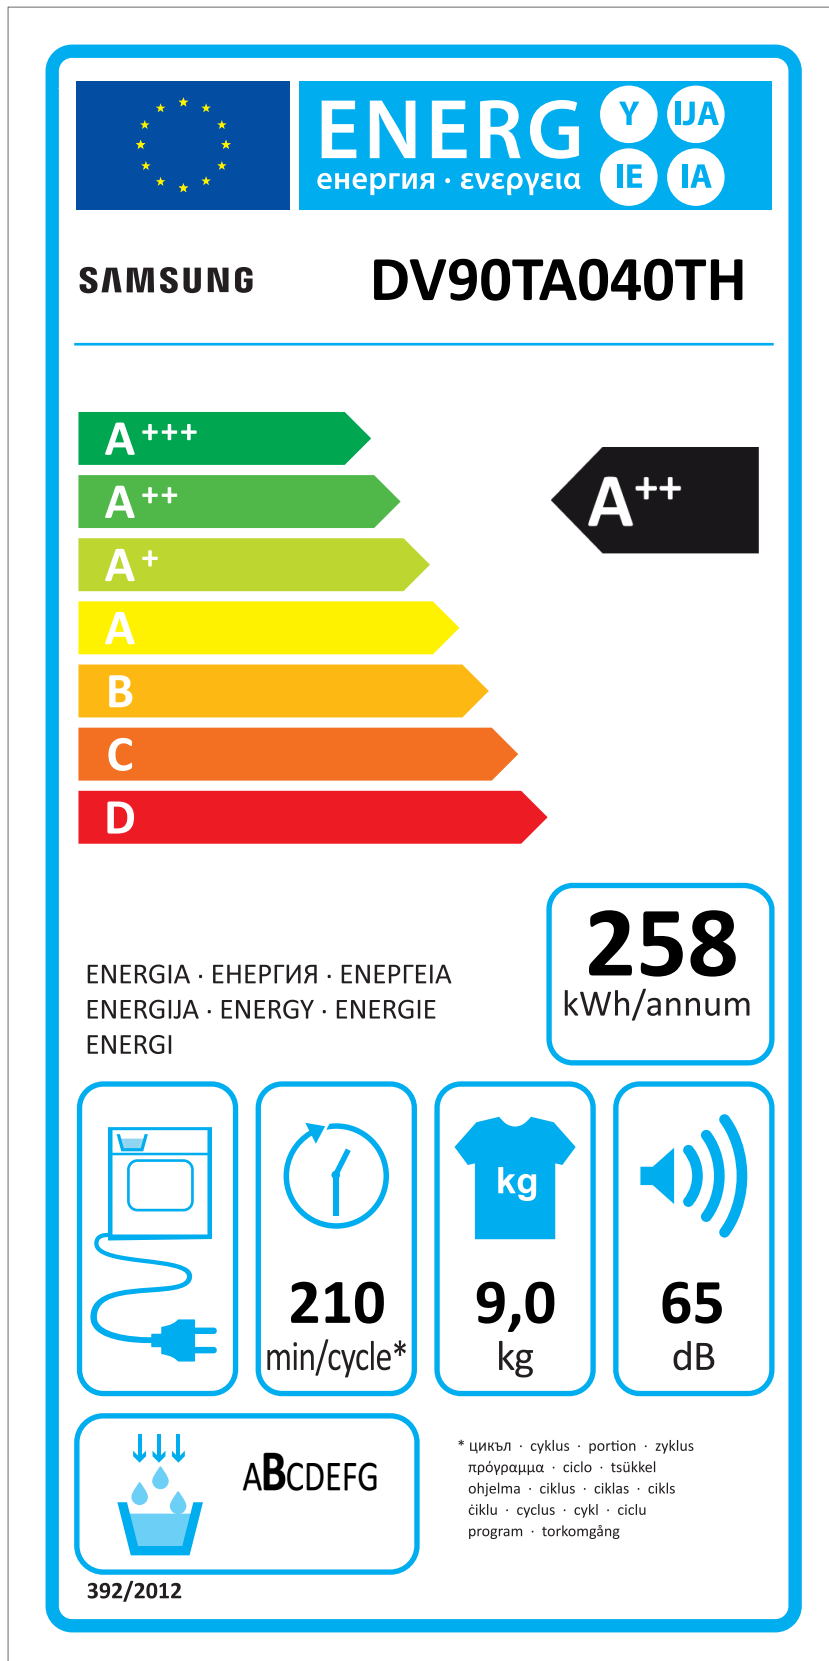 ENERG
Y IJA
IE IA
енергия · ενεργεια
SAMSUNG DV90TA040TH
A+++
A++
A++
A+
A
B
C
D
258
kWh/annum
ENERGIA · ЕНЕРГИЯ · ΕΝΕΡΓΕΙΑ
ENERGIJA · ENERGY · ENERGIE
ENERGI
kg
210
min/cycle*
9,0
kg
65
dB
ABCDEFG
* цикъл · cyklus · portion · zyklus
πρόγραμμα · ciclo · tsükkel
ohjelma · ciklus · ciklas · cikls
ċiklu · cyclus · cykl · ciclu
program · torkomgång
392/2012